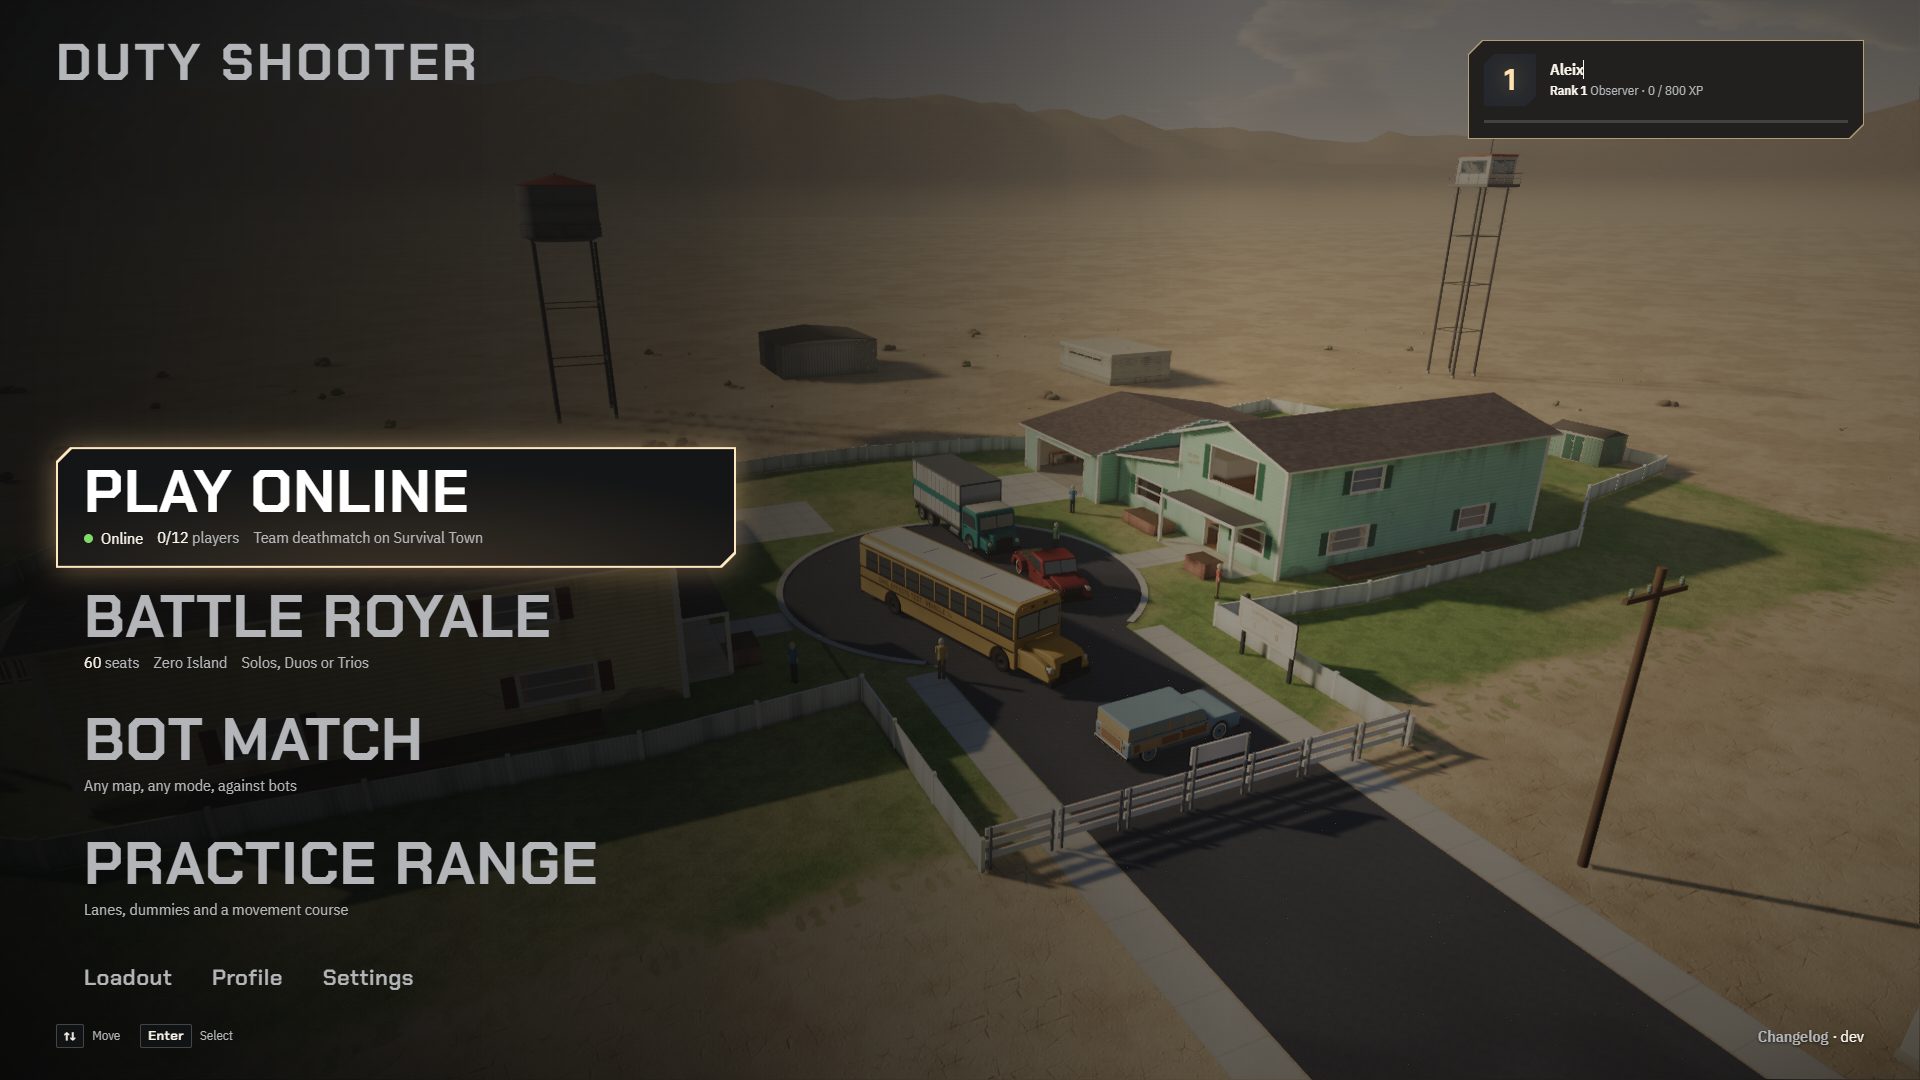 DUTY SHOOTER
1
Aleix
Rank 1 Observer · 0 / 800 XP
PLAY ONLINE
Online 0/12 players Team deathmatch on Survival Town
BATTLE ROYALE
60 seats Zero Island Solos, Duos or Trios
BOT MATCH
Any map, any mode, against bots
PRACTICE RANGE
Lanes, dummies and a movement course
Loadout Profile Settings
↑↓ Move Enter Select
Changelog · dev